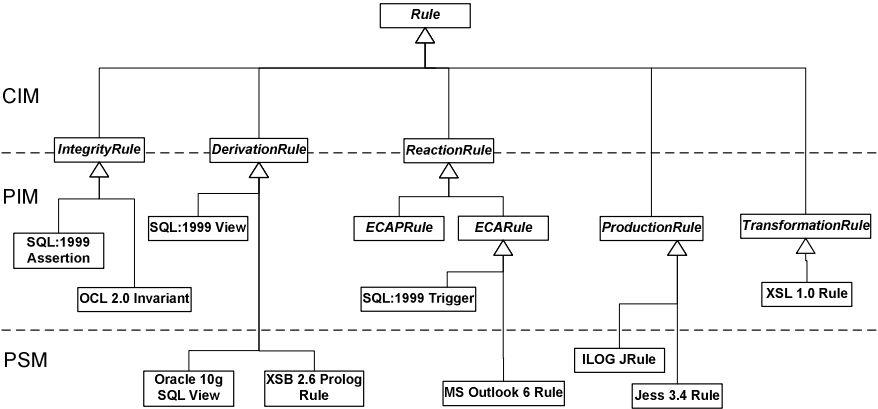 Rule
CIM
IntegrityRule
DerivationRule
ReactionRule
PIM
SQL:1999 View
ECAPRule
ECARule
ProductionRule
TransformationRule
SQL:1999
Assertion
OCL 2.0 Invariant
SQL:1999 Trigger
XSL 1.0 Rule
PSM
ILOG JRule
Oracle 10g
SQL View
XSB 2.6 Prolog
Rule
MS Outlook 6 Rule
Jess 3.4 Rule